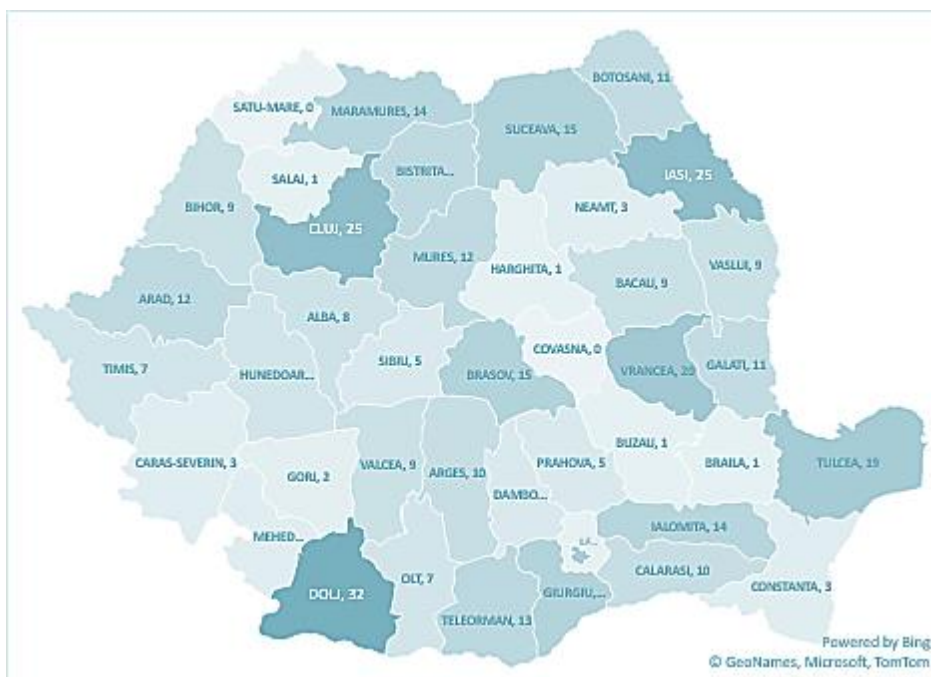 BOTOSANI, 11
SATU-MARE, 0
MARAMURES, 14
SUCEAVA, 15
IASI, 25
BISTRITA...
SALAJ, 1
BIHOR, 9
NEAMT, 3
CLUJ, 25
MURES, 12
HARGHITA, 1
VASLUI, 9
BACAU, 9
ARAD, 12
ALBA, 8
COVASNA, 0
SIBIU, 5
TIMIS, 7
HUNEDOAR...
BRASOV, 15
VRANCEA, 20
GALATI, 11
BUZAU, 1
CARAS-SEVERIN, 3
VALCEA, 9
ARGES, 10
PRAHOVA, 5
BRAILA, 1
TULCEA, 19
GORJ, 2
DAMBO...
IALOMITA, 14
MEHED...
CALARASI, 10
OLT, 7
CONSTANTA, 3
DOLJ, 32
GIURGIU,...
TELEORMAN, 13
Powered by Bing
© GeoNames, Microsoft, TomTom